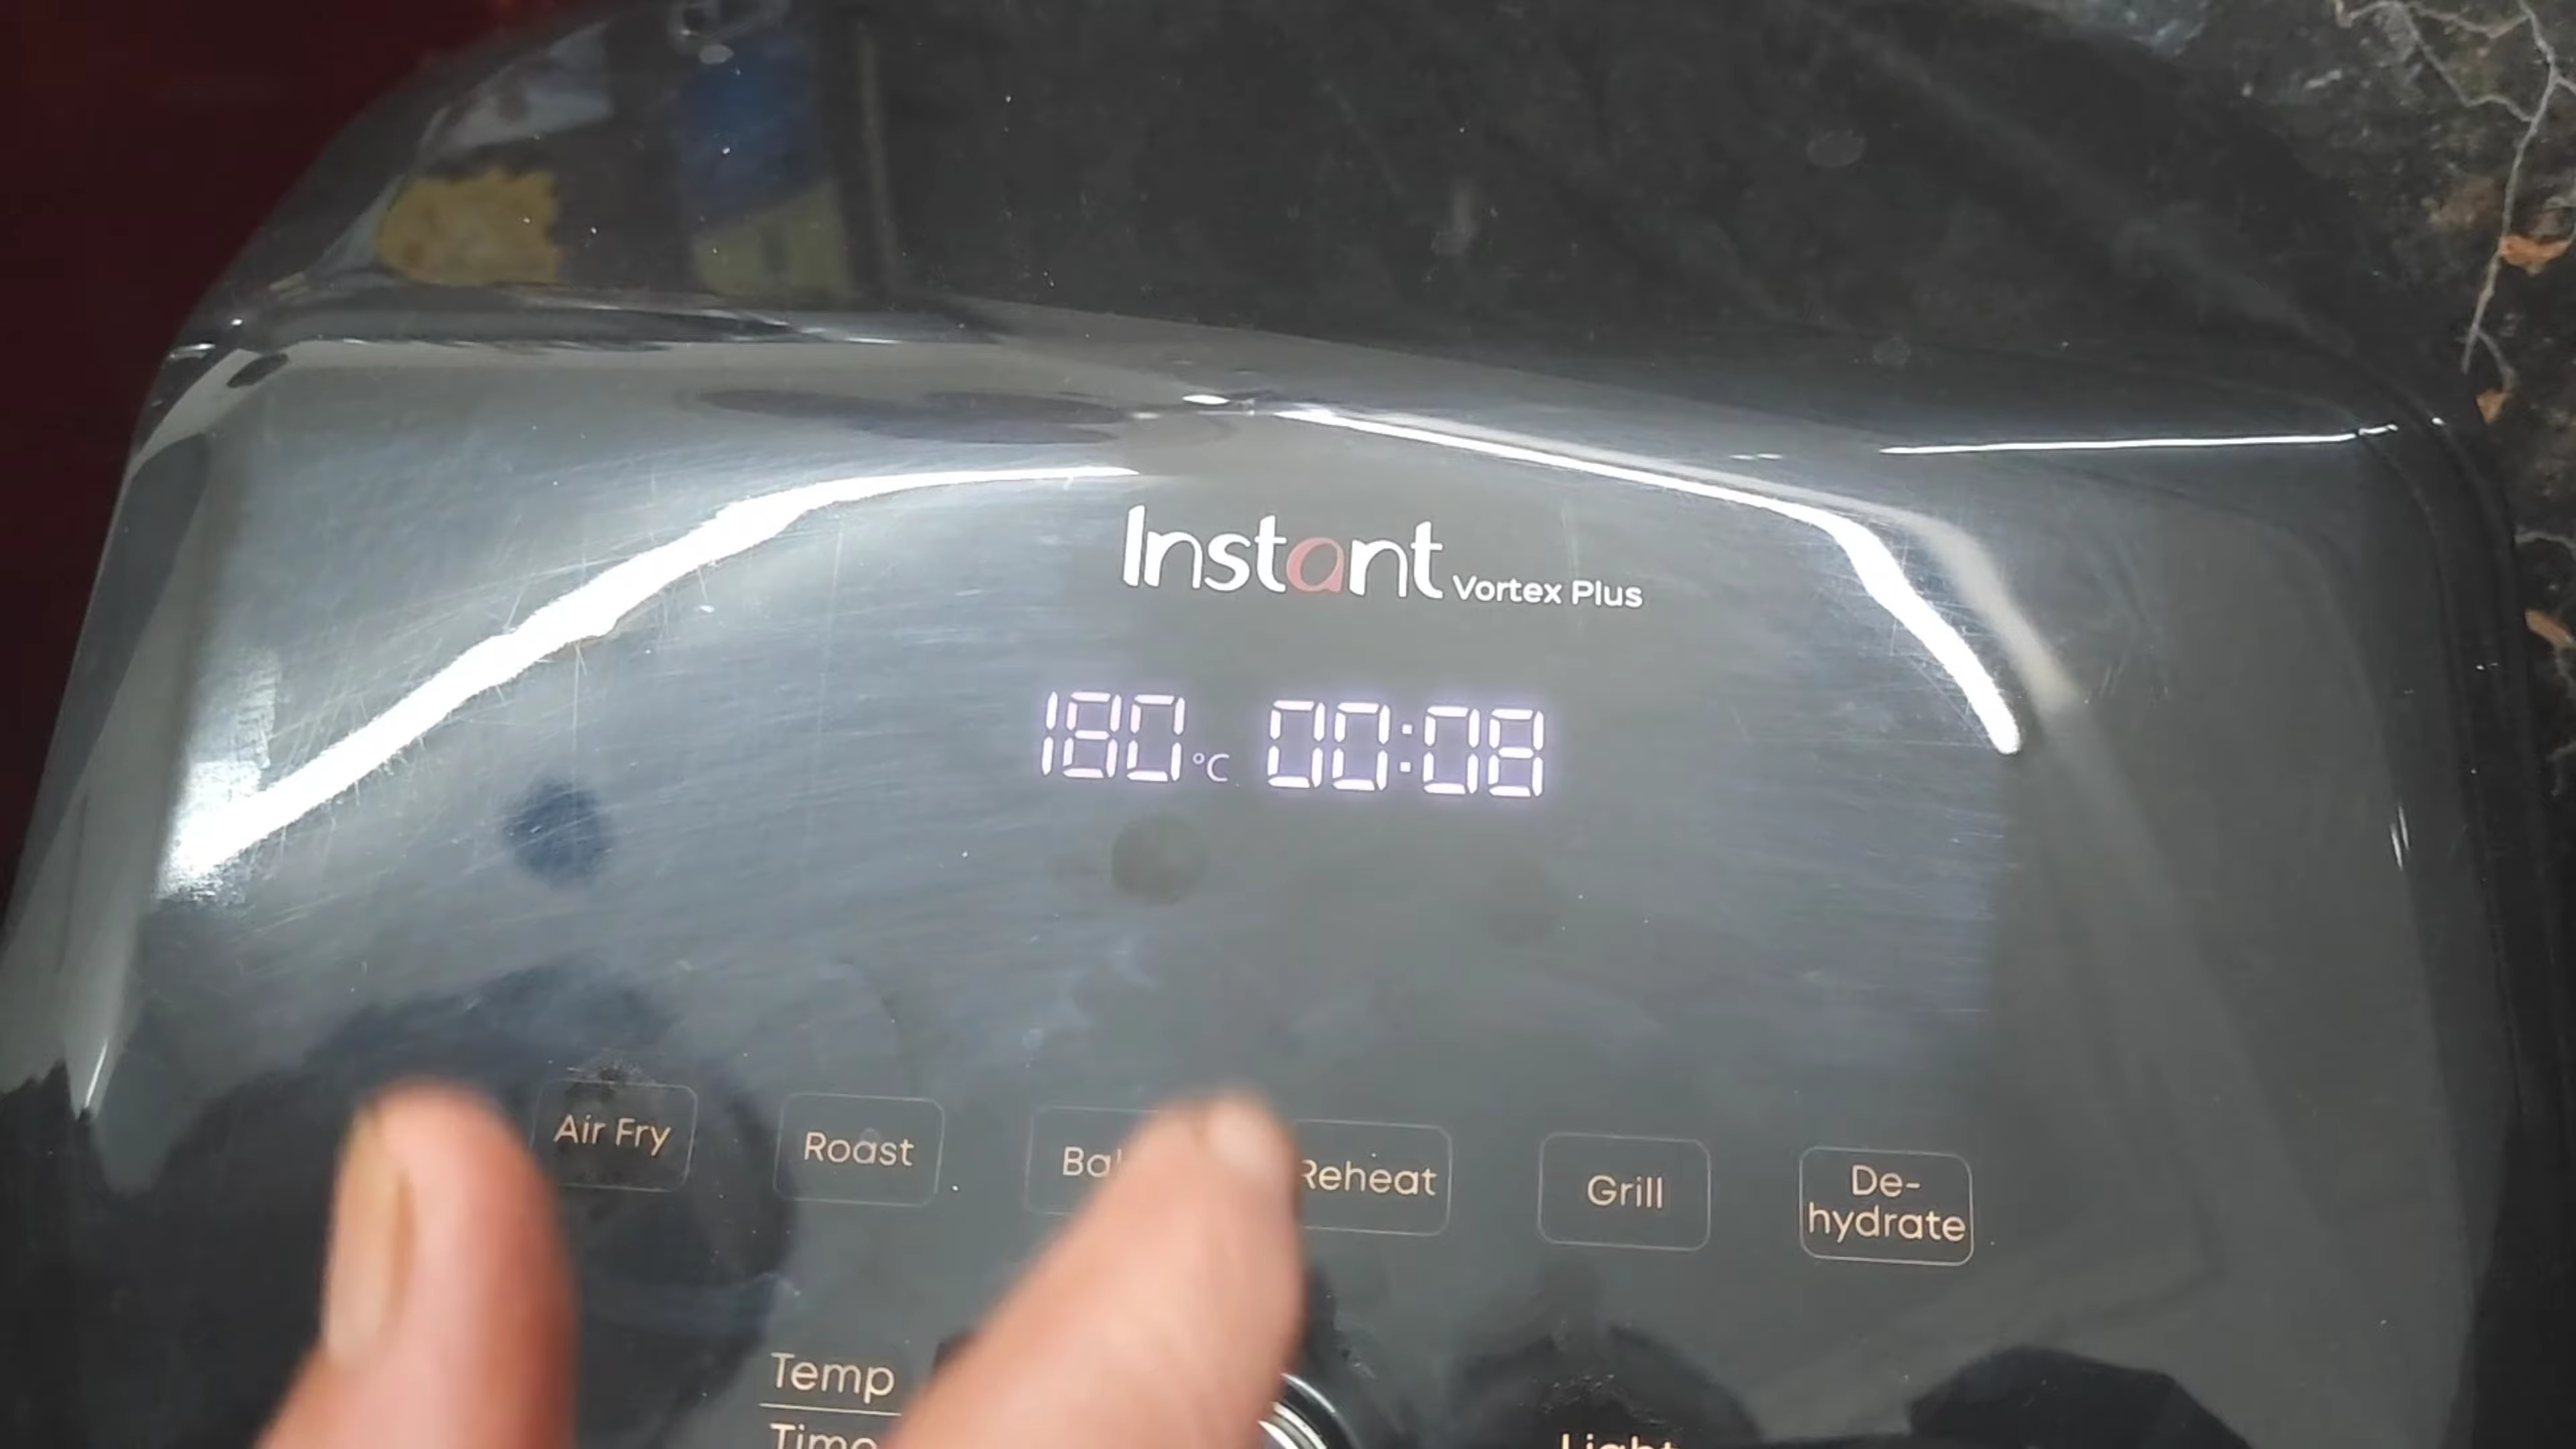 Instant Vortex Plus
180°C 00:08
Air Fry Roast Reheat Grill De-
hydrate
Temp